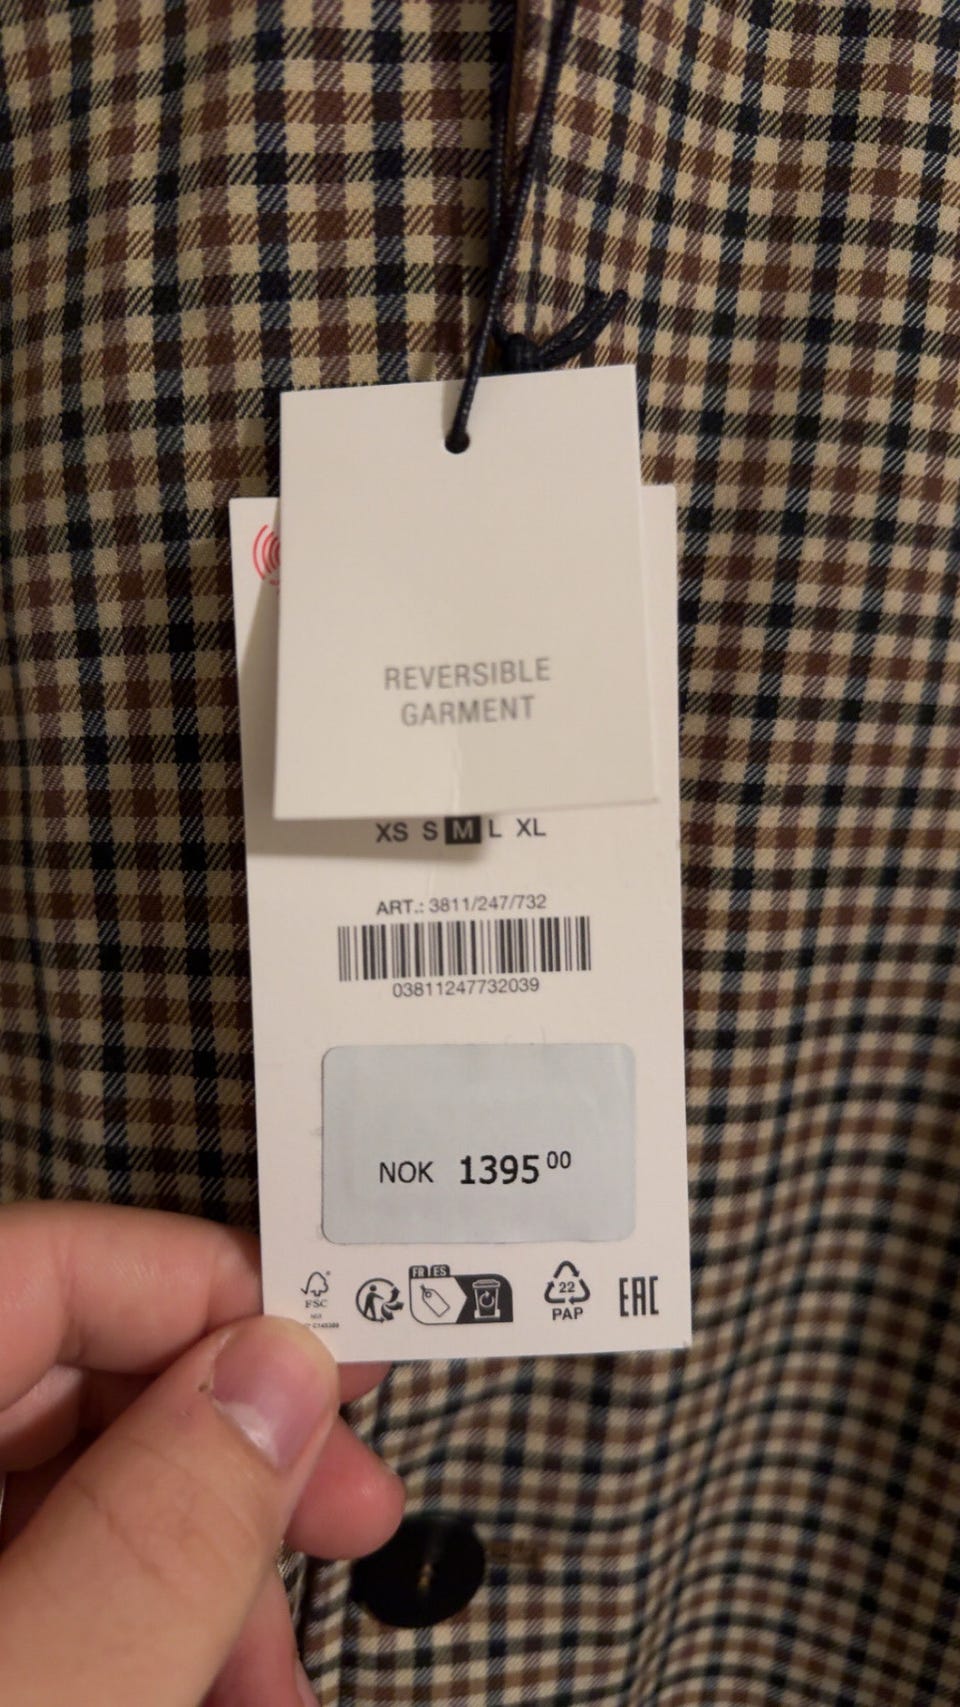 REVERSIBLE
GARMENT
XS S M L XL
ART.: 3811/247/732
03811247732039
NOK 1395 00
FR ES
FSC
22
PAP
EAC